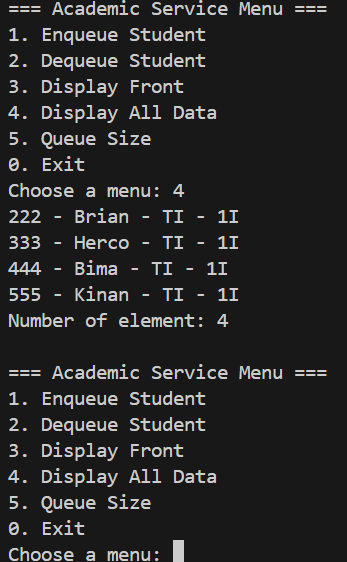 === Academic Service Menu ===
1. Enqueue Student
2. Dequeue Student
3. Display Front
4. Display All Data
5. Queue Size
0. Exit
Choose a menu: 4
222 - Brian - TI - 1I
333 - Herco - TI - 1I
444 - Bima - TI - 1I
555 - Kinan - TI - 1I
Number of element: 4

=== Academic Service Menu ===
1. Enqueue Student
2. Dequeue Student
3. Display Front
4. Display All Data
5. Queue Size
0. Exit
Choose a menu: